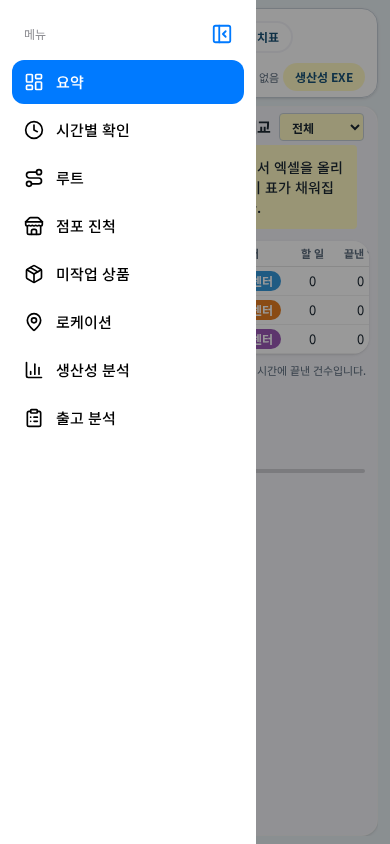 메뉴
요약
시간별 확인
루트
점포 진척
미작업 상품
로케이션
생산성 분석
출고 분석
치표
없음 생산성 EXE
교 전체
서 엑셀을 올리
표가 채워집
할 일 끝낸
센터 0 0
센터 0 0
센터 0 0
시간에 끝낸 건수입니다.